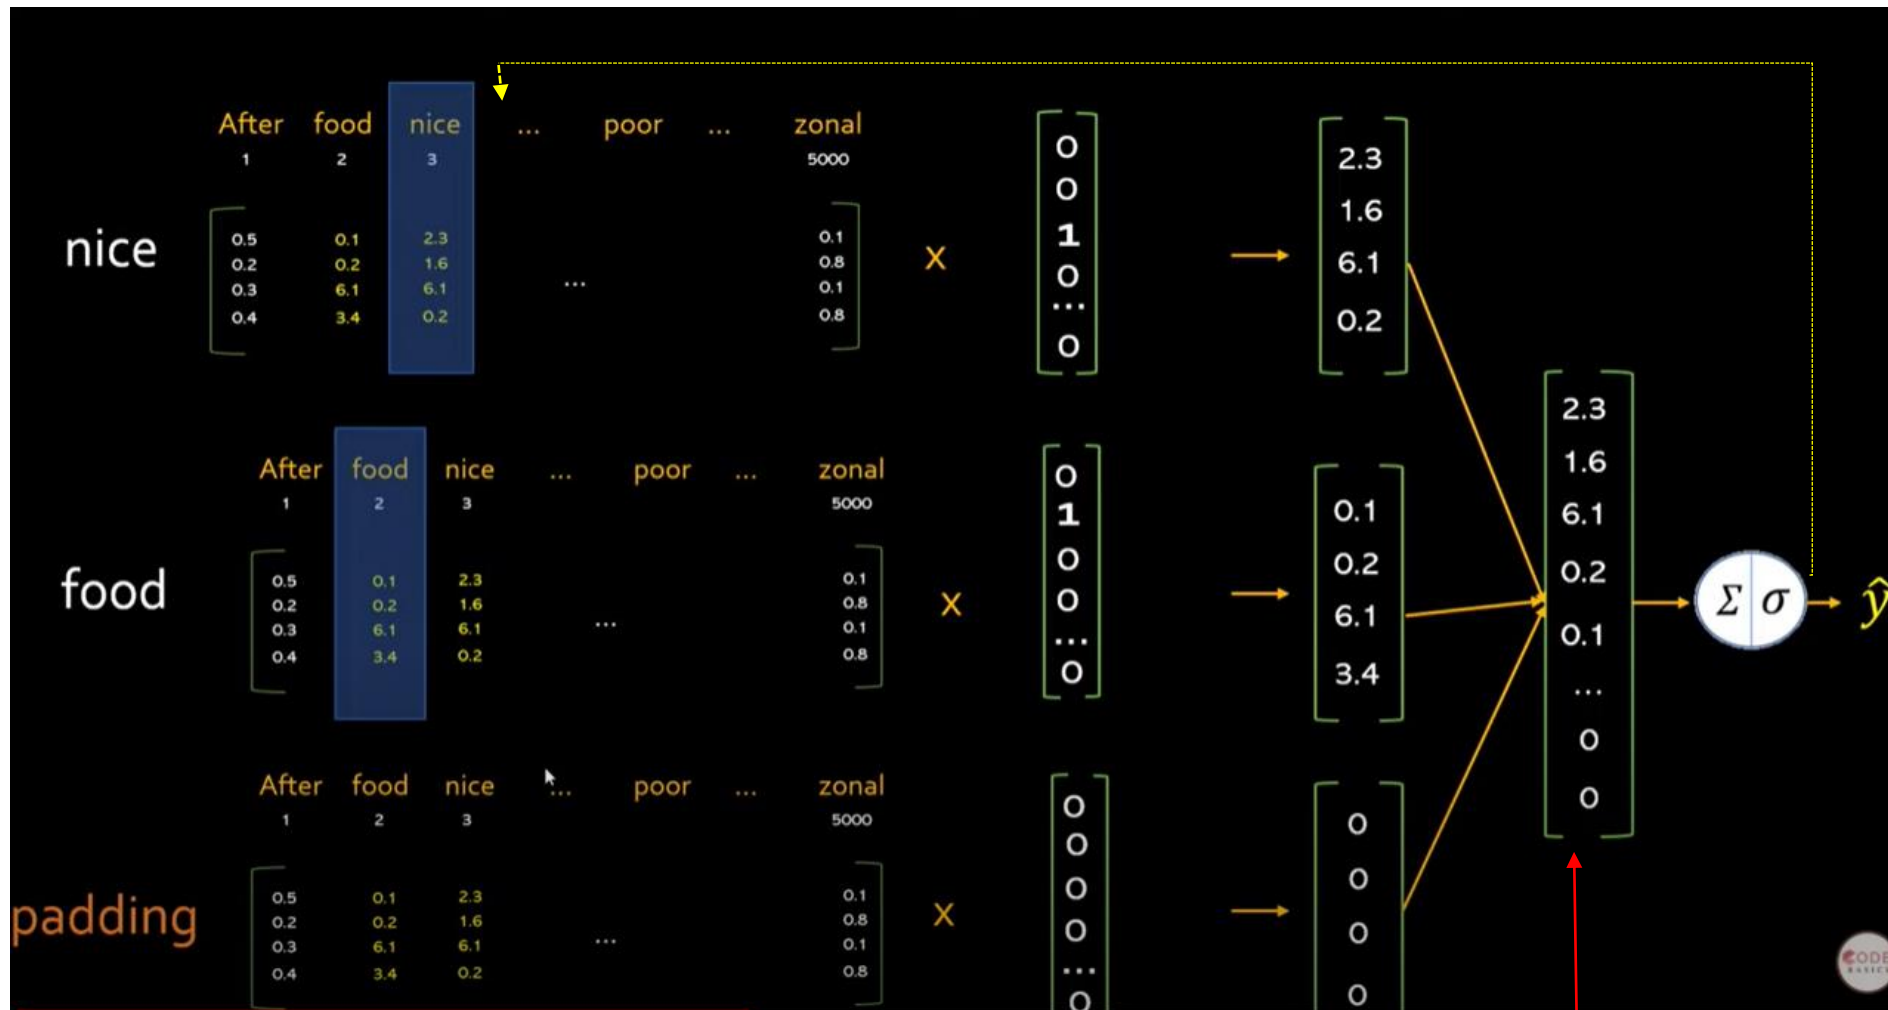 After food nice ... poor ... zonal
1 2 3 5000
nice
0.5 0.1 2.3 0.1
0.2 0.2 1.6 0.8
0.3 6.1 6.1 ... 0.1
0.4 3.4 0.2 0.8
x
0
0
1
0
...
0
2.3
1.6
6.1
0.2
After food nice ... poor ... zonal
1 2 3 5000
food
0.5 0.1 2.3 0.1
0.2 0.2 1.6 0.8
0.3 6.1 6.1 ... 0.1
0.4 3.4 0.2 0.8
x
0
1
0
0
...
0
0.1
0.2
6.1
3.4
After food nice ... poor ... zonal
1 2 3 5000
padding
0.5 0.1 2.3 0.1
0.2 0.2 1.6 0.8
0.3 6.1 6.1 ... 0.1
0.4 3.4 0.2 0.8
x
0
0
0
0
...
0
0
0
0
0
2.3
1.6
6.1
0.2
0.1
...
0
0
Σ σ
ŷ
CODE
BASICS